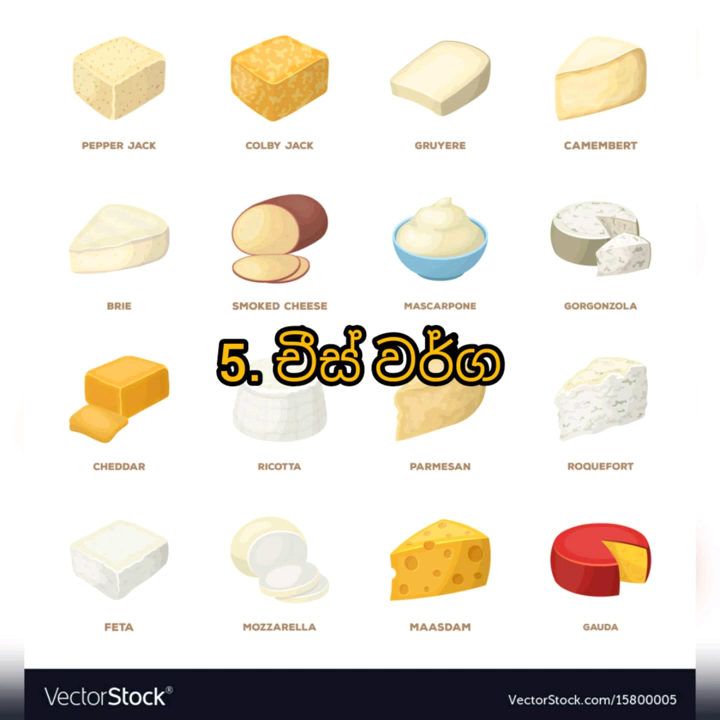 PEPPER JACK
COLBY JACK
GRUYERE
CAMEMBERT
BRIE
SMOKED CHEESE
MASCARPONE
GORGONZOLA
5. චීස් වර්ග
CHEDDAR
RICOTTA
PARMESAN
ROQUEFORT
FETA
MOZZARELLA
MAASDAM
GAUDA
VectorStock®
VectorStock.com/15800005